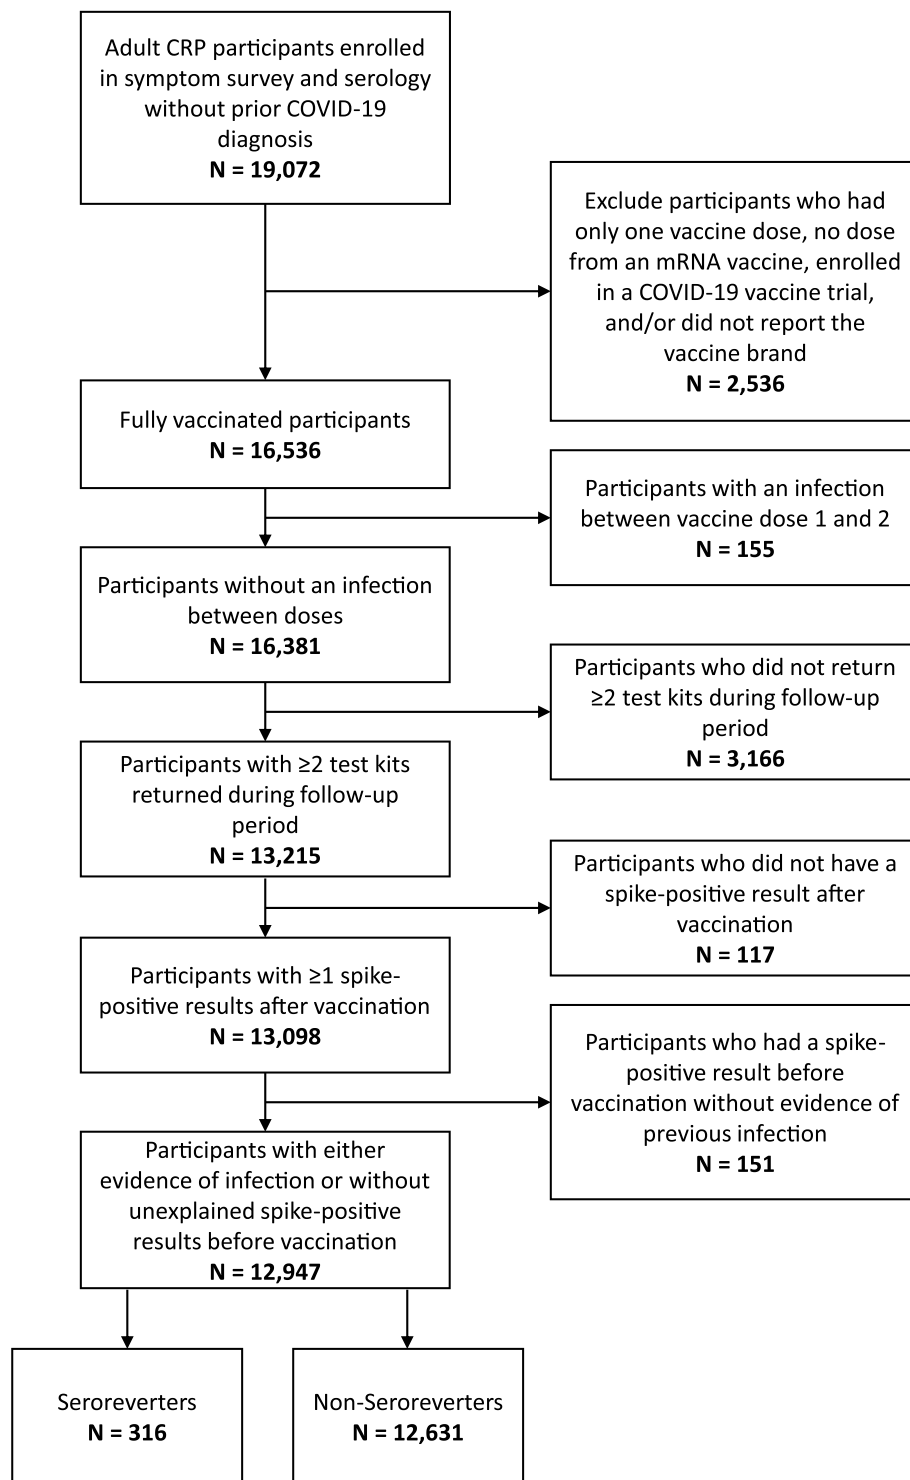 Adult CRP participants enrolled
in symptom survey and serology
without prior COVID-19
diagnosis
N = 19,072
Exclude participants who had
only one vaccine dose, no dose
from an mRNA vaccine, enrolled
in a COVID-19 vaccine trial,
and/or did not report the
vaccine brand
N = 2,536
Fully vaccinated participants
N = 16,536
Participants with an infection
between vaccine dose 1 and 2
N = 155
Participants without an infection
between doses
N = 16,381
Participants who did not return
≥2 test kits during follow-up
period
N = 3,166
Participants with ≥2 test kits
returned during follow-up
period
N = 13,215
Participants who did not have a
spike-positive result after
vaccination
N = 117
Participants with ≥1 spike-
positive results after vaccination
N = 13,098
Participants who had a spike-
positive result before
vaccination without evidence of
previous infection
N = 151
Participants with either
evidence of infection or without
unexplained spike-positive
results before vaccination
N = 12,947
Seroreverters
N = 316
Non-Seroreverters
N = 12,631